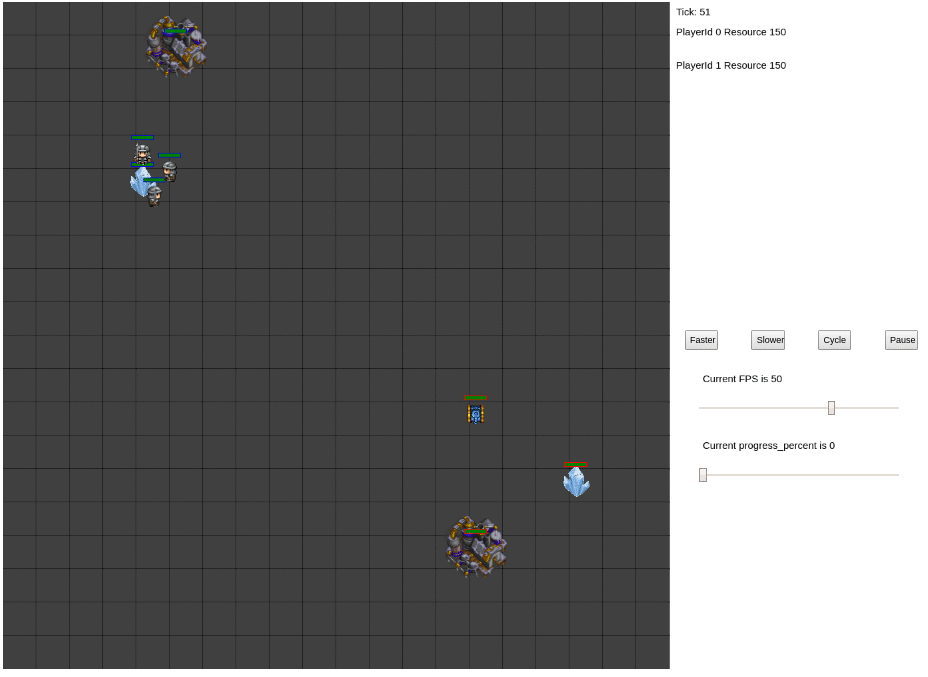 Tick: 51
PlayerId 0 Resource 150
PlayerId 1 Resource 150
Faster
Slower
Cycle
Pause
Current FPS is 50
Current progress_percent is 0